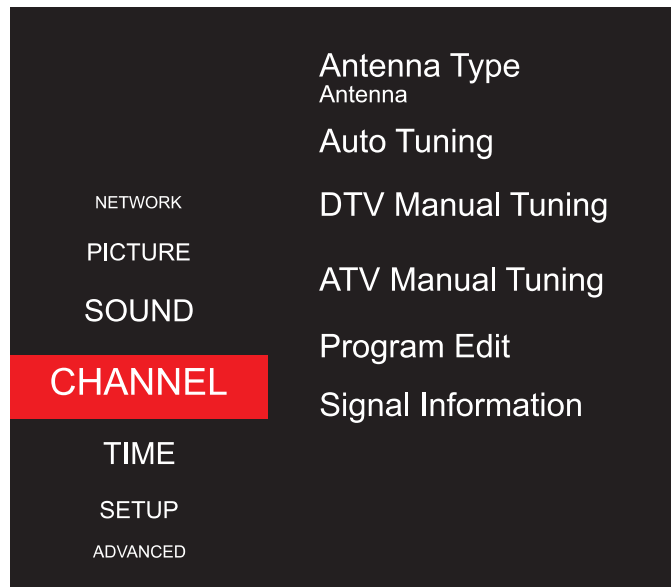 NETWORK
PICTURE
SOUND
CHANNEL
TIME
SETUP
ADVANCED
Antenna Type
Antenna
Auto Tuning
DTV Manual Tuning
ATV Manual Tuning
Program Edit
Signal Information